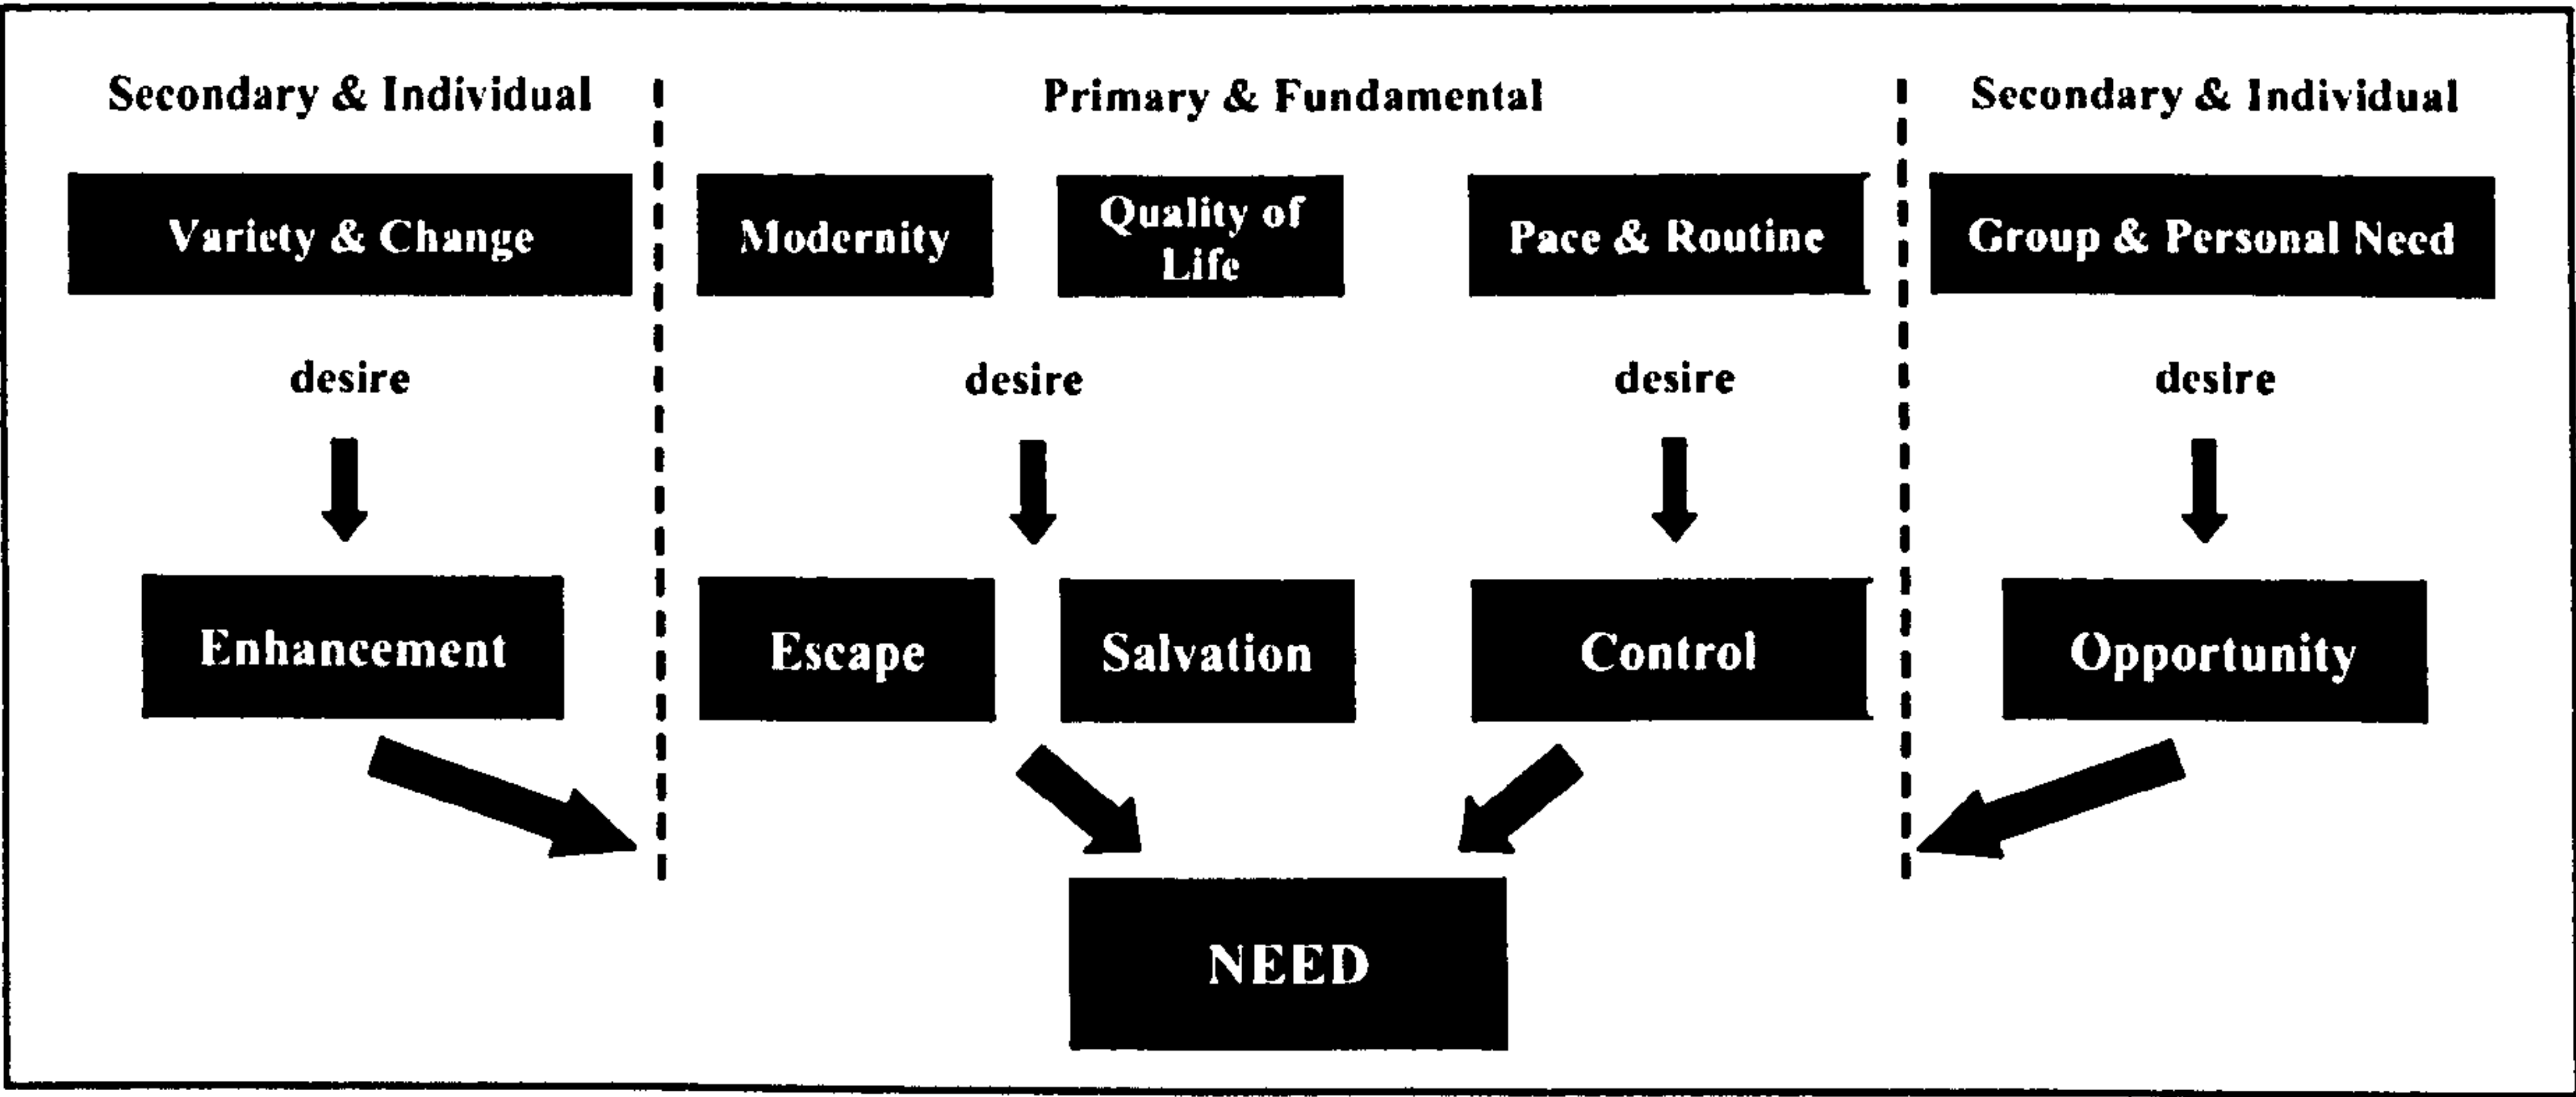 Secondary & Individual
Primary & Fundamental
Secondary & Individual
Variety & Change
Modernity
Quality of
Life
Pace & Routine
Group & Personal Need
desire
desire
desire
desire
Enhancement
Escape
Salvation
Control
Opportunity
NEED